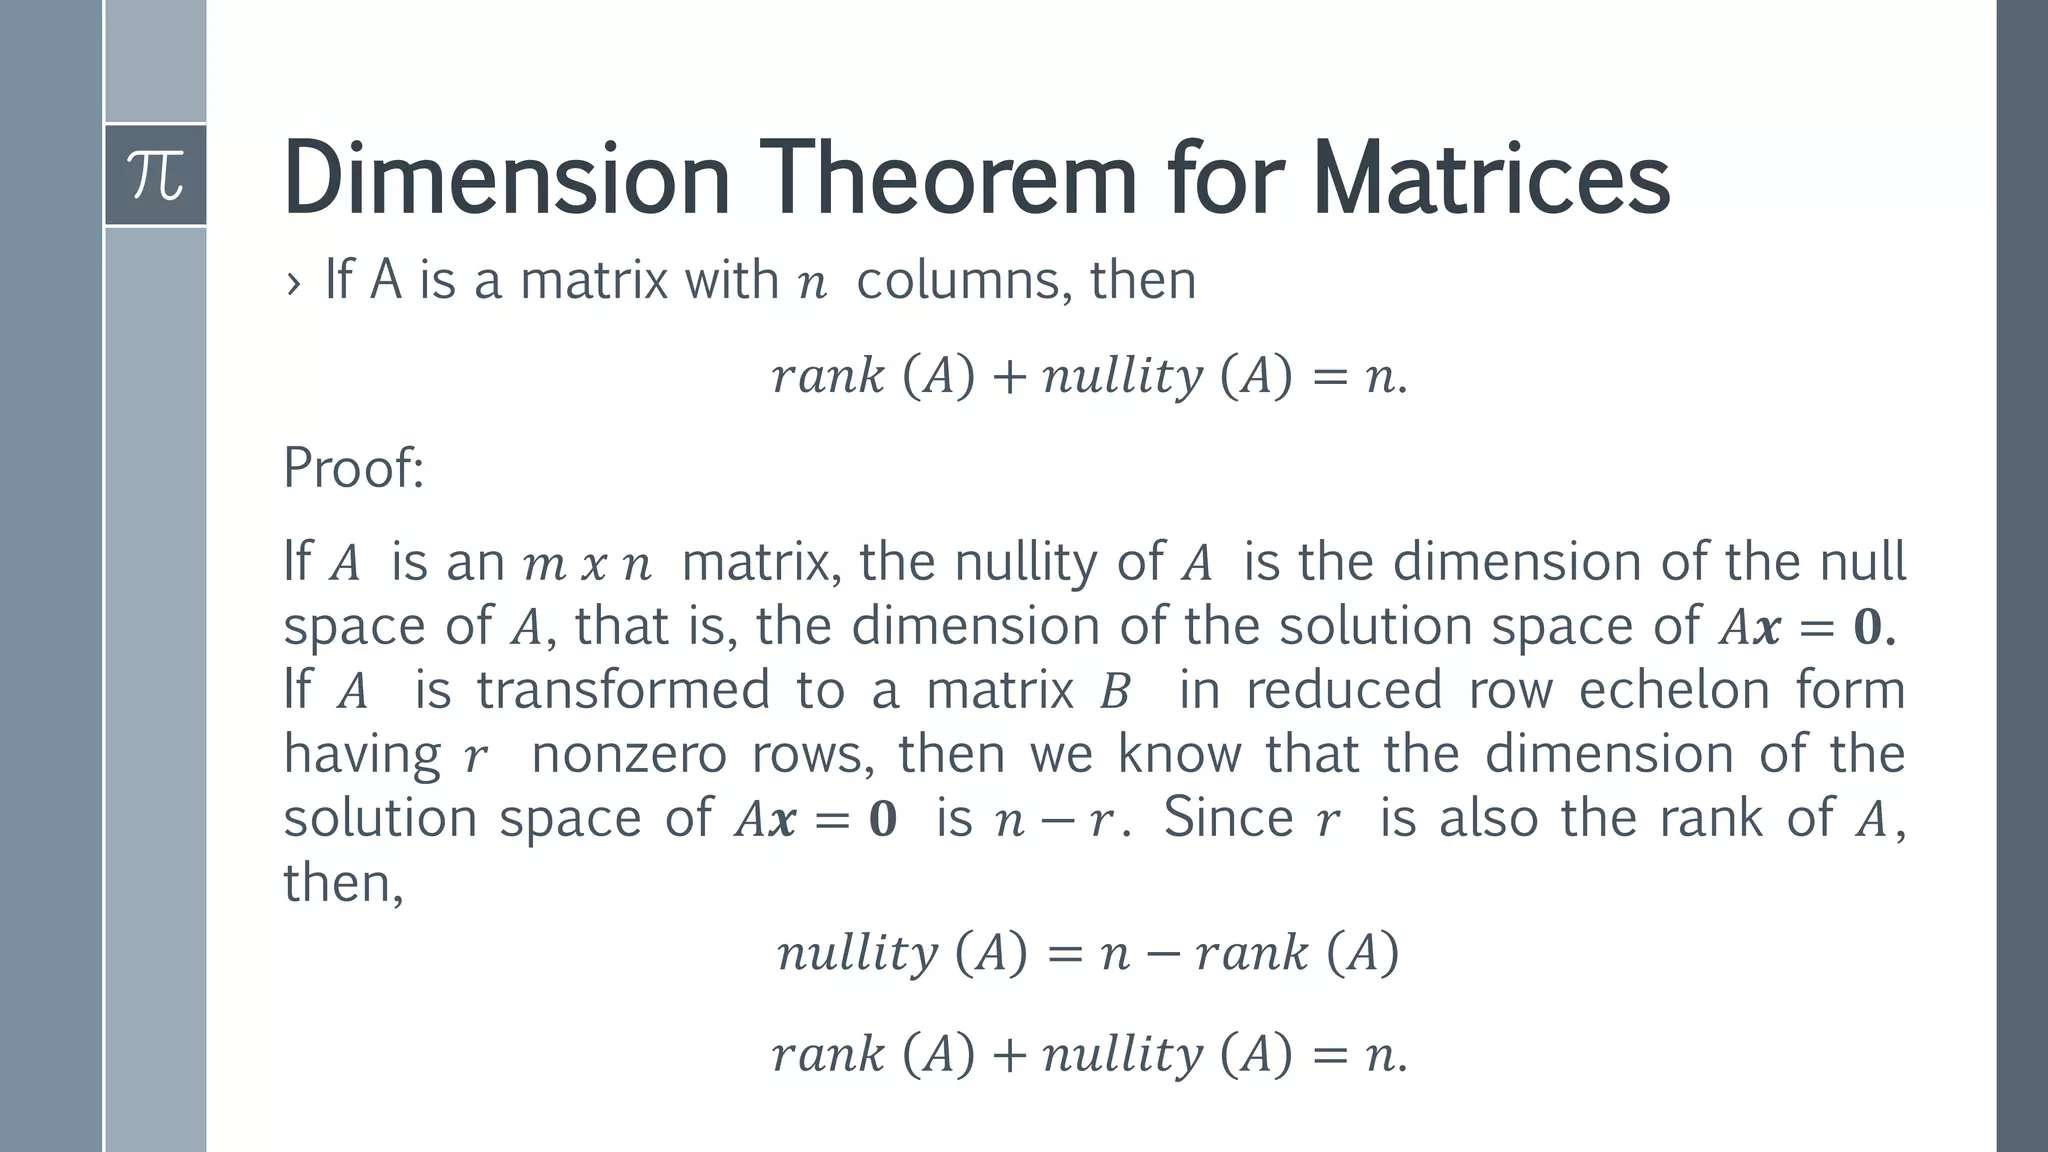 π
Dimension Theorem for Matrices
› If A is a matrix with n columns, then
rank (A) + nullity (A) = n.
Proof:
If A is an m x n matrix, the nullity of A is the dimension of the null
space of A, that is, the dimension of the solution space of Ax = 0.
If A is transformed to a matrix B in reduced row echelon form
having r nonzero rows, then we know that the dimension of the
solution space of Ax = 0 is n − r. Since r is also the rank of A,
then,
nullity (A) = n − rank (A)
rank (A) + nullity (A) = n.